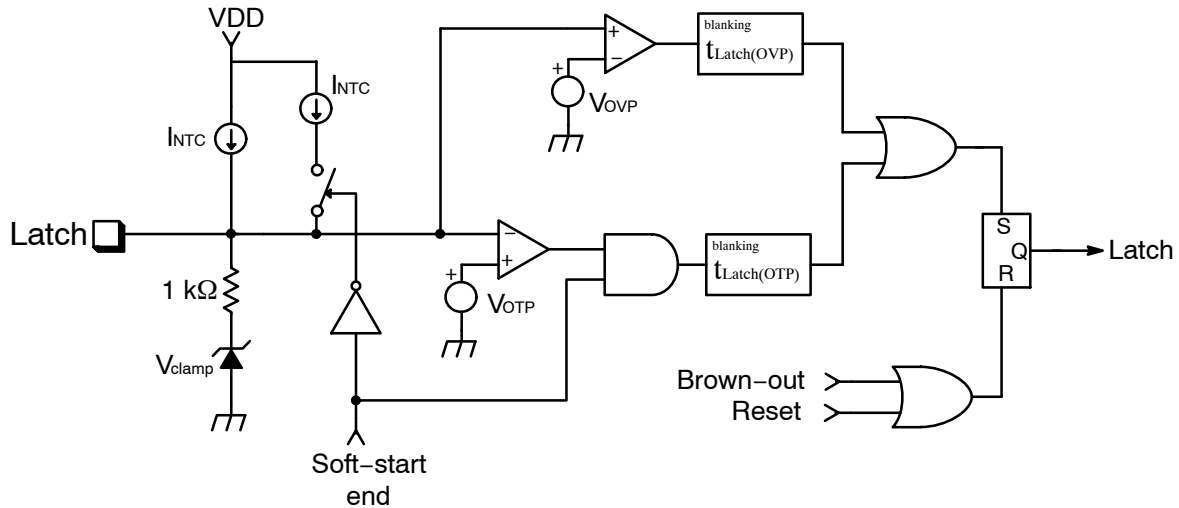 VDD
INTC
INTC
Latch
1 kΩ
Vclamp
Soft−start
end
+
−
+
VOVP
blanking
tLatch(OVP)
−
+
+
VOTP
blanking
tLatch(OTP)
S
Q
R
Latch
Brown−out
Reset